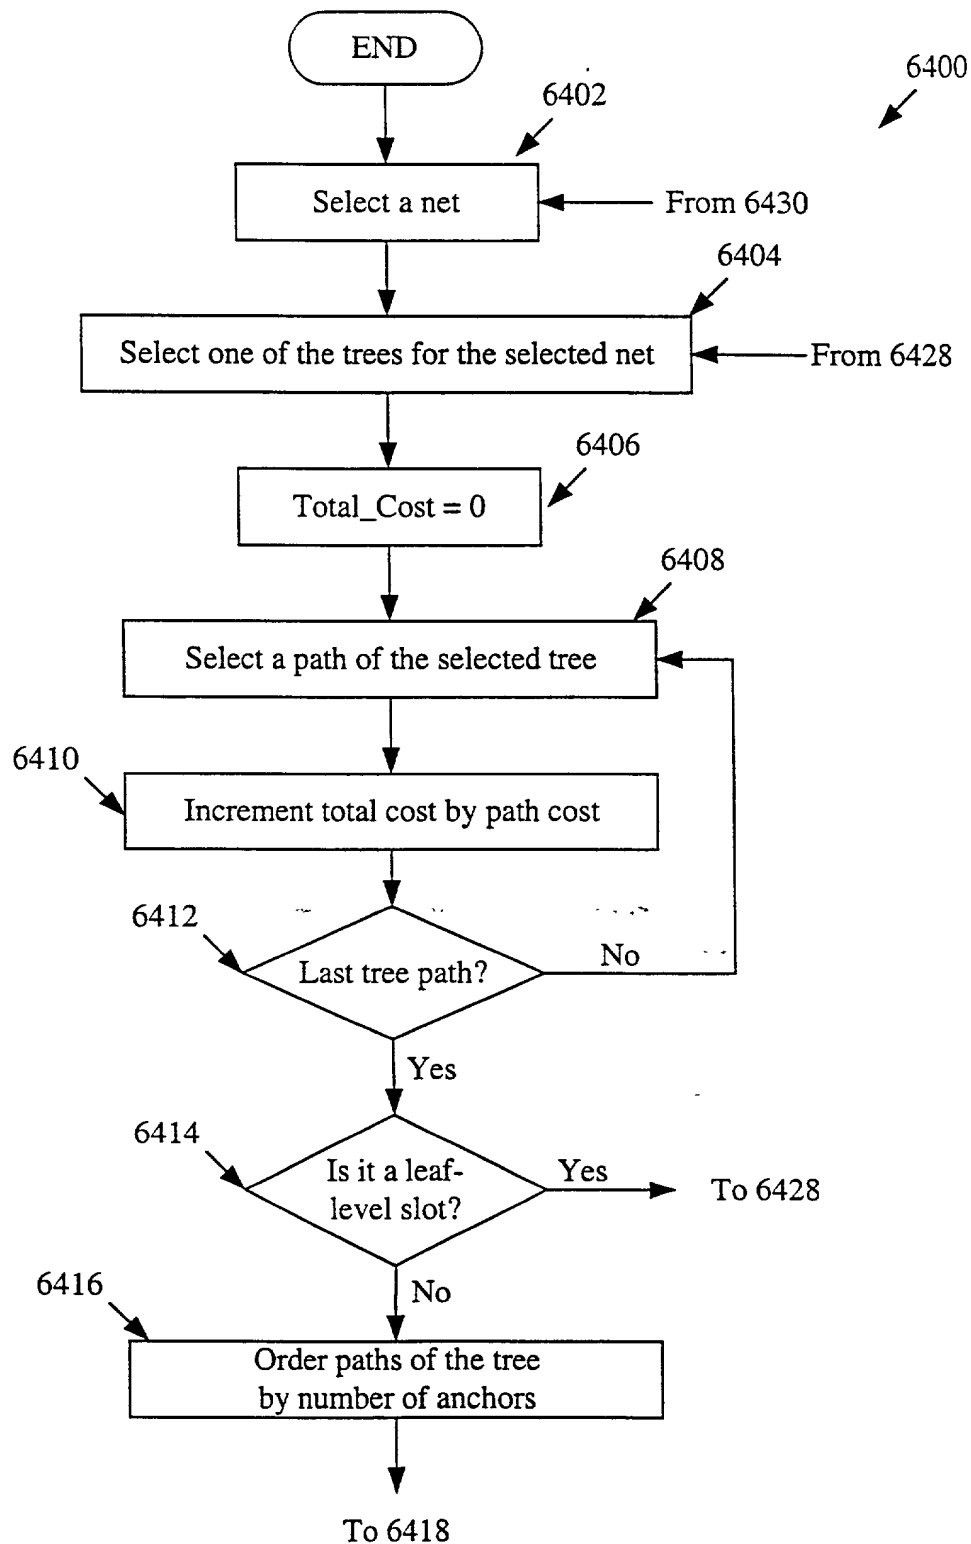 END
6400
6402
Select a net
From 6430
6404
Select one of the trees for the selected net
From 6428
6406
Total_Cost = 0
6408
Select a path of the selected tree
6410
Increment total cost by path cost
6412
Last tree path?
No
Yes
6414
Is it a leaf-
level slot?
Yes
To 6428
No
6416
Order paths of the tree
by number of anchors
To 6418